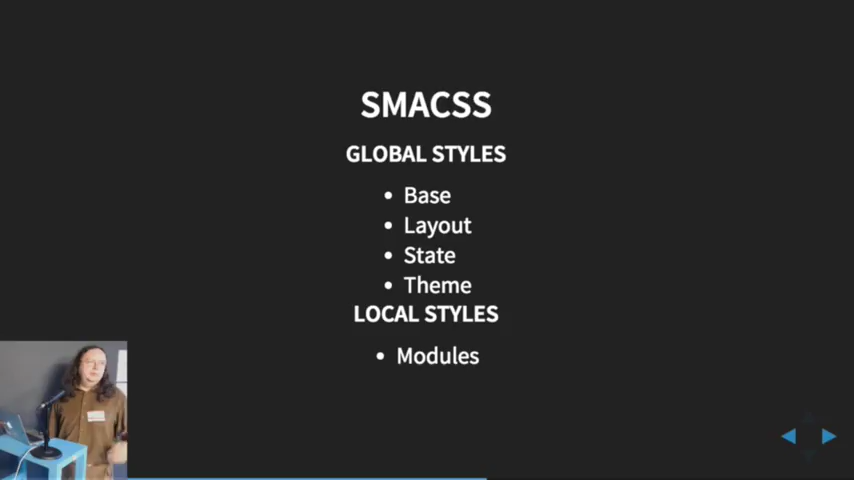 SMACSS
GLOBAL STYLES
• Base
• Layout
• State
• Theme
LOCAL STYLES
• Modules